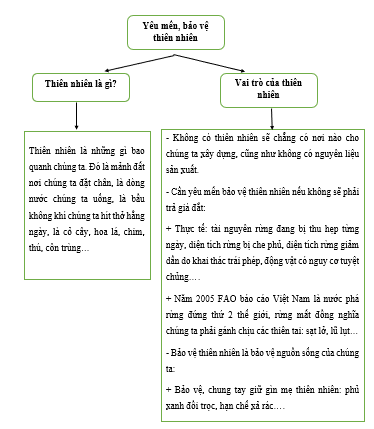 Yêu mến, bảo vệ
thiên nhiên
Thiên nhiên là gì?
Vai trò của thiên
nhiên
Thiên nhiên là những gì bao
quanh chúng ta. Đó là mảnh đất
nơi chúng ta đặt chân, là dòng
nước chúng ta uống, là bầu
không khí chúng ta hít thở hằng
ngày, là cỏ cây, hoa lá, chim,
thú, côn trùng…
- Không có thiên nhiên sẽ chẳng có nơi nào cho
chúng ta xây dựng, cũng như không có nguyên liệu
sản xuất.
- Cần yêu mến bảo vệ thiên nhiên nếu không sẽ phải
trả giá đắt:
+ Thực tế: tài nguyên rừng đang bị thu hẹp từng
ngày, diện tích rừng bị che phủ, diện tích rừng giảm
dần do khai thác trái phép, động vật có nguy cơ tuyệt
chủng….
+ Năm 2005 FAO báo cáo Việt Nam là nước phá
rừng đứng thứ 2 thế giới, rừng mất đồng nghĩa
chúng ta phải gánh chịu các thiên tai: sạt lở, lũ lụt…
- Bảo vệ thiên nhiên là bảo vệ nguồn sống của chúng
ta:
+ Bảo vệ, chung tay giữ gìn mẹ thiên nhiên: phủ
xanh đồi trọc, hạn chế xả rác….